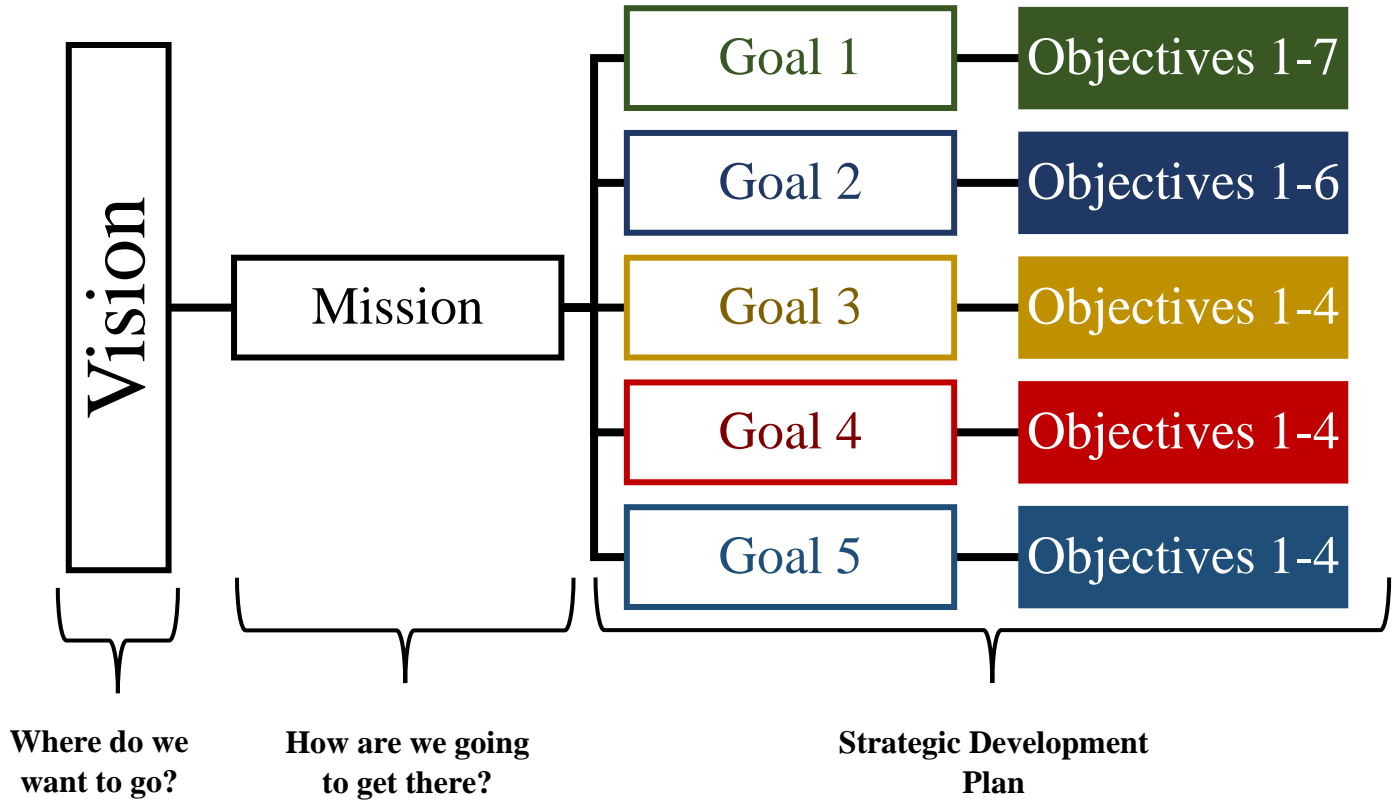 Vision
Mission
Goal 1
Objectives 1-7
Goal 2
Objectives 1-6
Goal 3
Objectives 1-4
Goal 4
Objectives 1-4
Goal 5
Objectives 1-4
Where do we
want to go?
How are we going
to get there?
Strategic Development
Plan